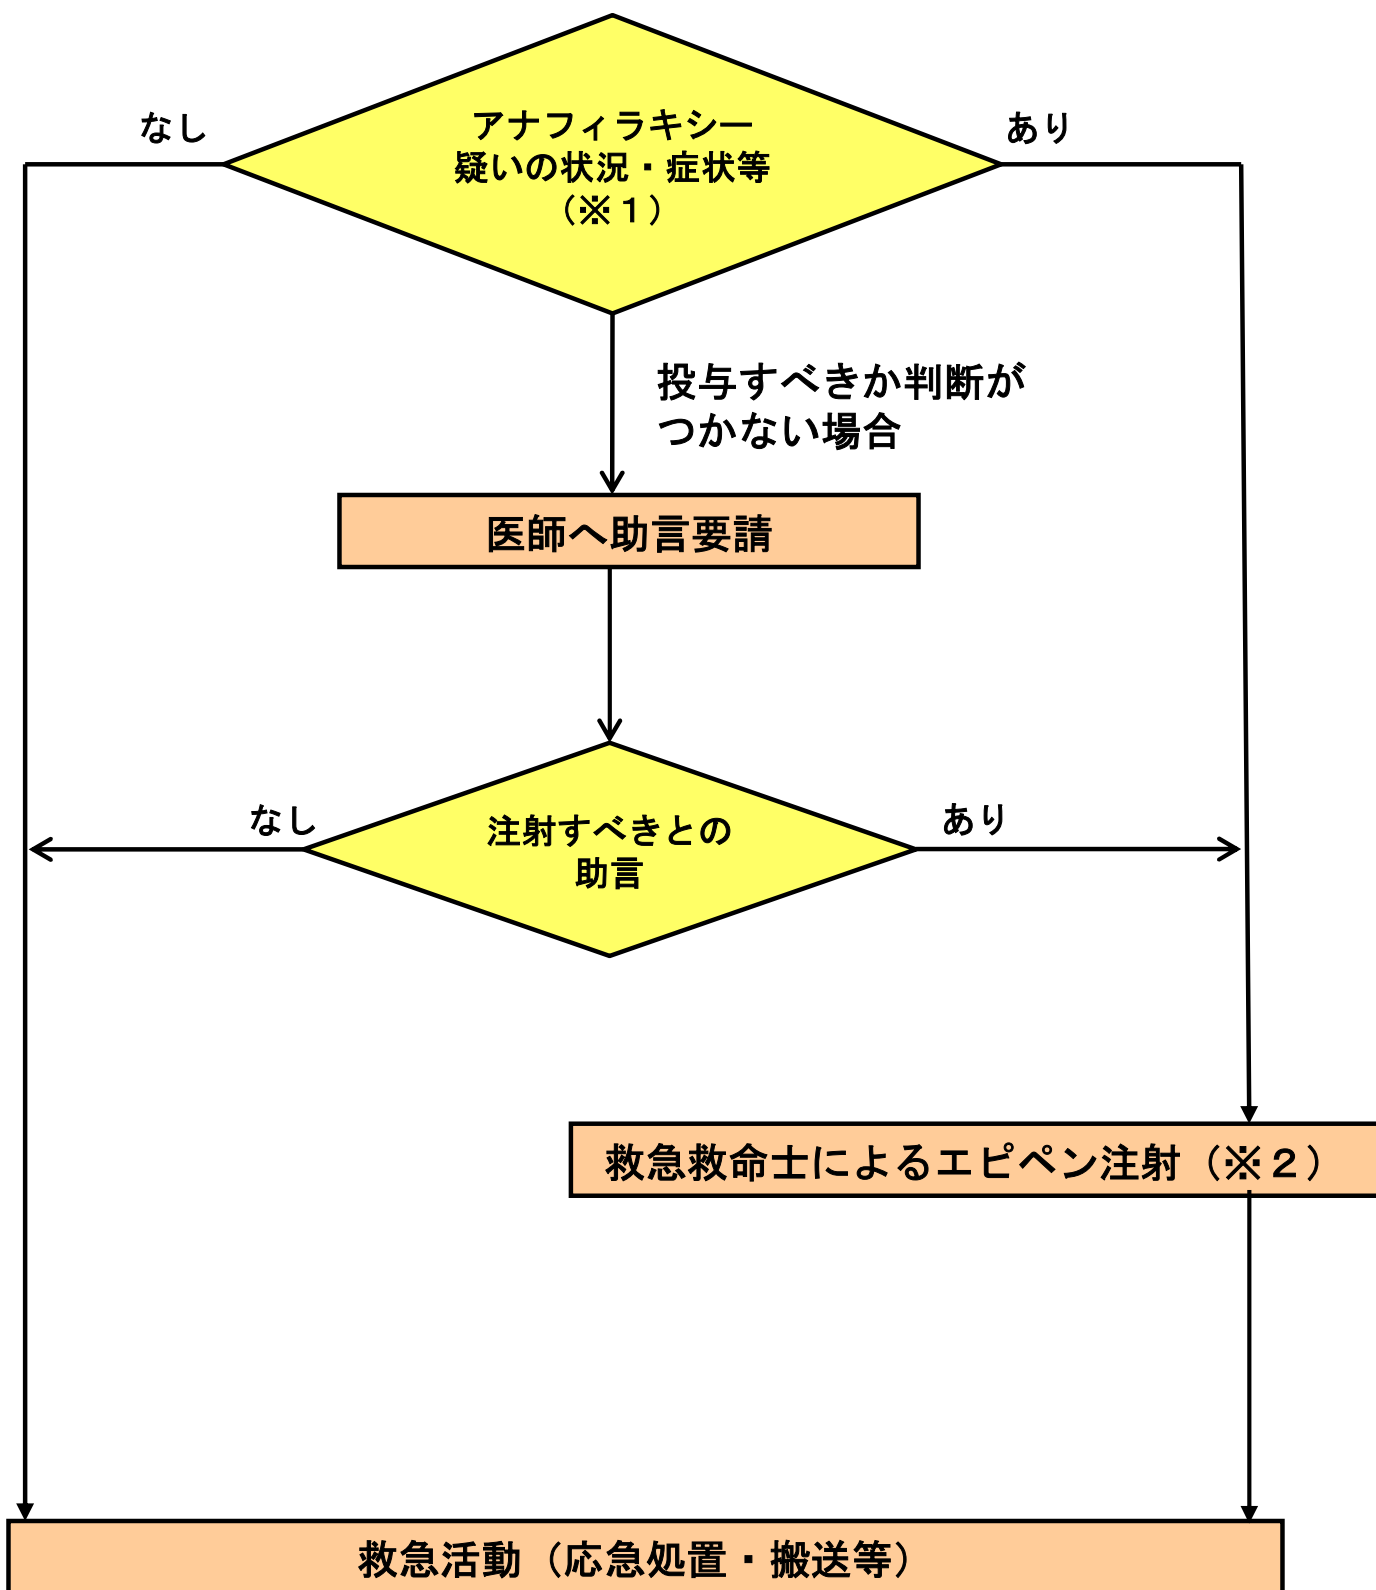 なし
アナフィラキシー
疑いの状況・症状等
（※１）
あり
投与すべきか判断が
つかない場合
医師へ助言要請
なし
注射すべきとの
助言
あり
救急救命士によるエピペン注射（※２）
救急活動（応急処置・搬送等）